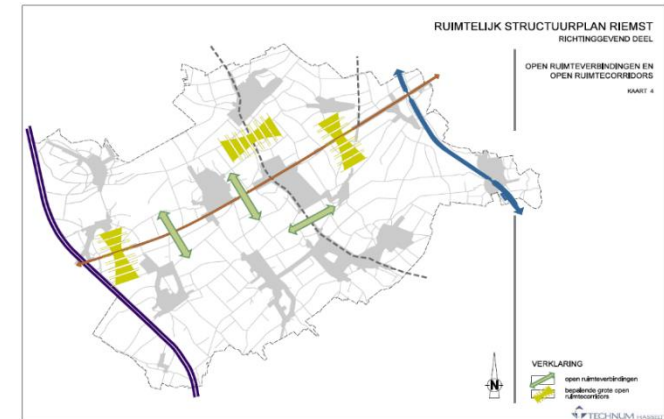 RUIMTELIJK STRUCTUURPLAN RIEMST
RICHTINGGEVEND DEEL
OPEN RUIMTEVERBINDINGEN EN
OPEN RUIMTECORRIDORS
KAART 4
N
VERKLARING
open ruimteverbindingen
bepalende grote open
ruimtecorridors
TECHNUM HASSELT